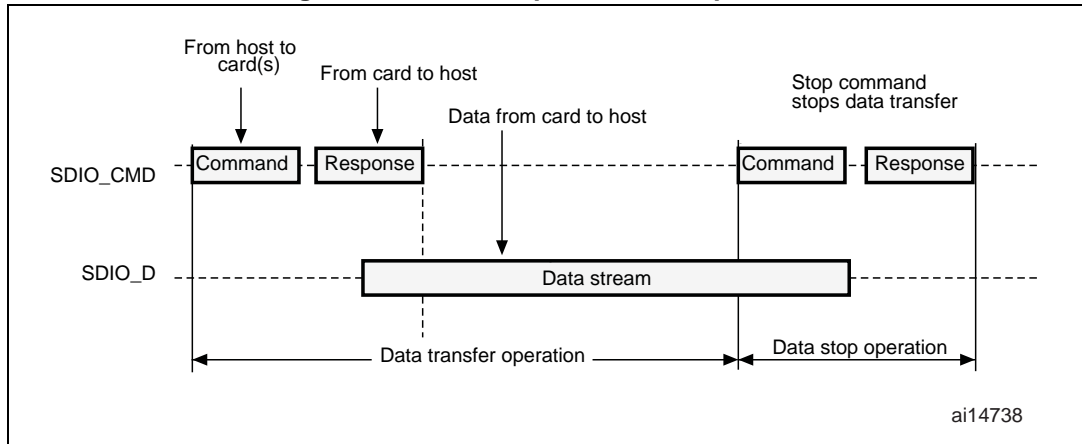 From host to
card(s)
From card to host
Data from card to host
Stop command
stops data transfer
SDIO_CMD
Command
Response
Command
Response
SDIO_D
Data stream
Data transfer operation
Data stop operation
ai14738